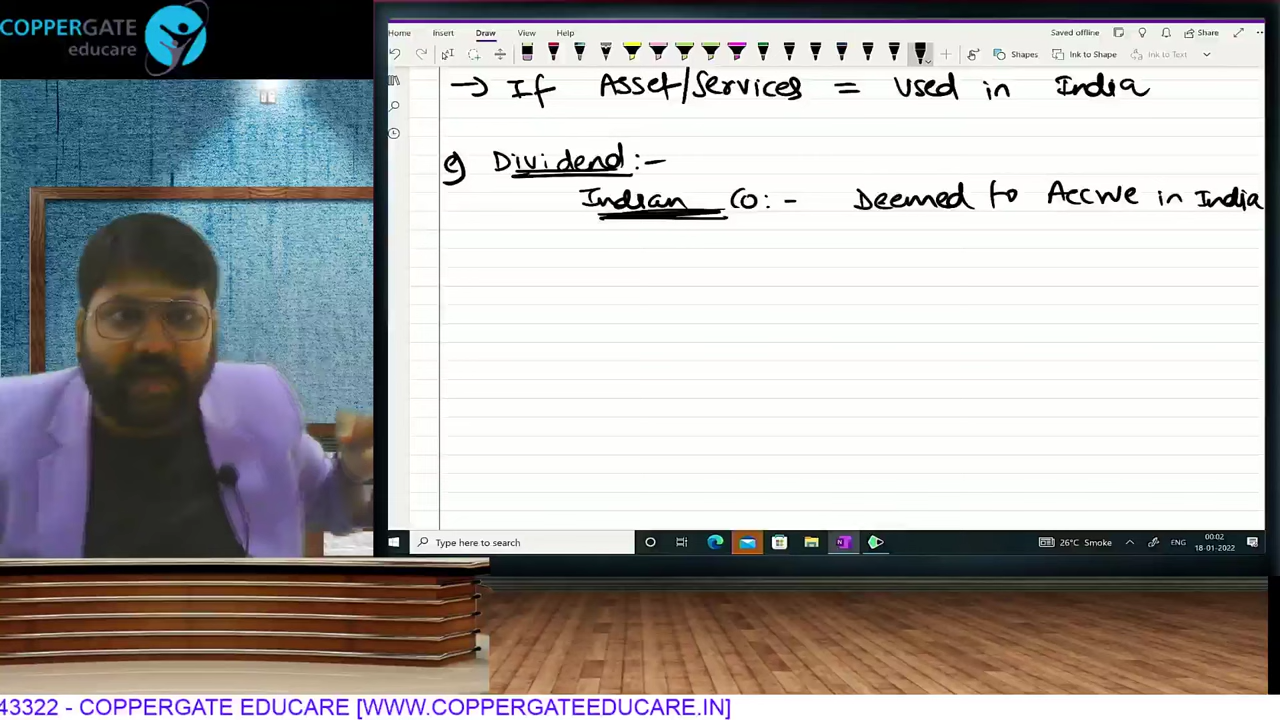 COPPERGATE
educare
Home Insert Draw View Help Saved offline Share
Shapes Ink to Shape Ink to Text
→ If Asset/Services = Used in India
g) Dividend :-
Indian Co :- Deemed to Accrue in India
Type here to search 26°C Smoke ENG 00:02
18-01-2022
43322 - COPPERGATE EDUCARE [WWW.COPPERGATEEDUCARE.IN]